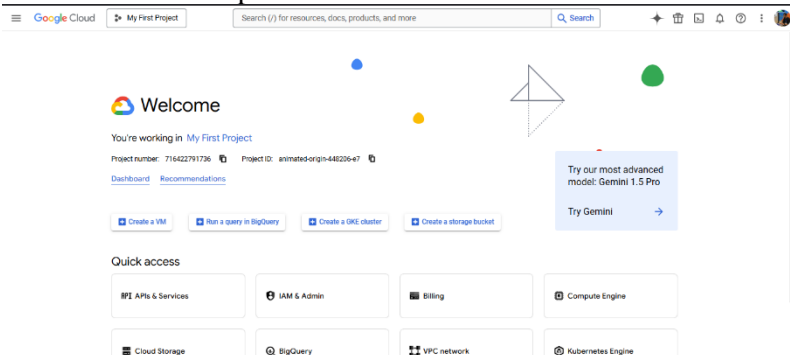 Google Cloud My First Project Search (/) for resources, docs, products, and more Search
Welcome
You're working in My First Project
Project number: 716422791736 Project ID: animated-origin-448206-e7
Dashboard Recommendations
Try our most advanced
model: Gemini 1.5 Pro
Try Gemini
Create a VM Run a query in BigQuery Create a GKE cluster Create a storage bucket
Quick access
API APIs & Services IAM & Admin Billing Compute Engine
Cloud Storage BigQuery VPC network Kubernetes Engine